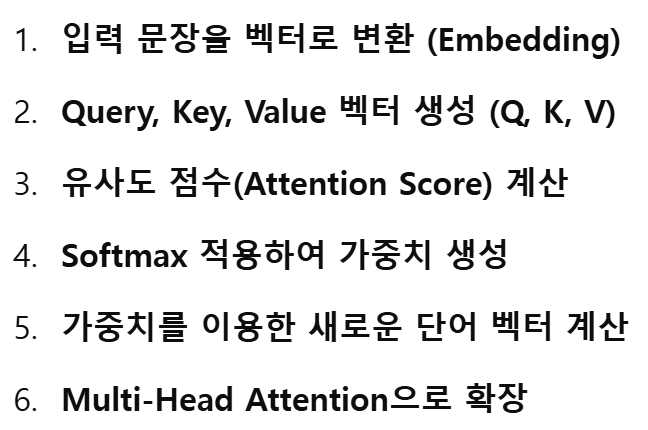 1. 입력 문장을 벡터로 변환 (Embedding)
2. Query, Key, Value 벡터 생성 (Q, K, V)
3. 유사도 점수(Attention Score) 계산
4. Softmax 적용하여 가중치 생성
5. 가중치를 이용한 새로운 단어 벡터 계산
6. Multi-Head Attention으로 확장